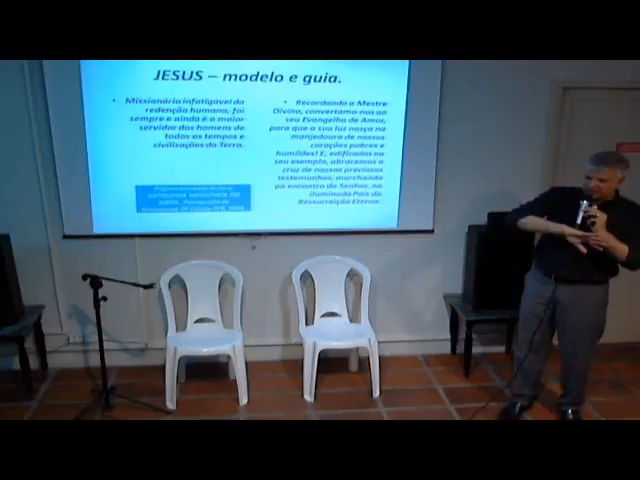 JESUS – modelo e guia.
• Missionário infatigável da
redenção humana, foi
sempre e ainda é o maior
servidor dos homens de
todos os tempos e
civilizações da Terra.
• Recordando o Mestre
Divino, convertamo-nos ao
seu Evangelho de Amor,
para que a sua luz nasça na
manjedoura de nossos
corações pobres e
humildes! E, edificados no
seu exemplo, abracemos a
cruz de nossos preciosos
testemunhos, marchando
ao encontro do Senhor, no
iluminado País da
Ressurreição Eterna.